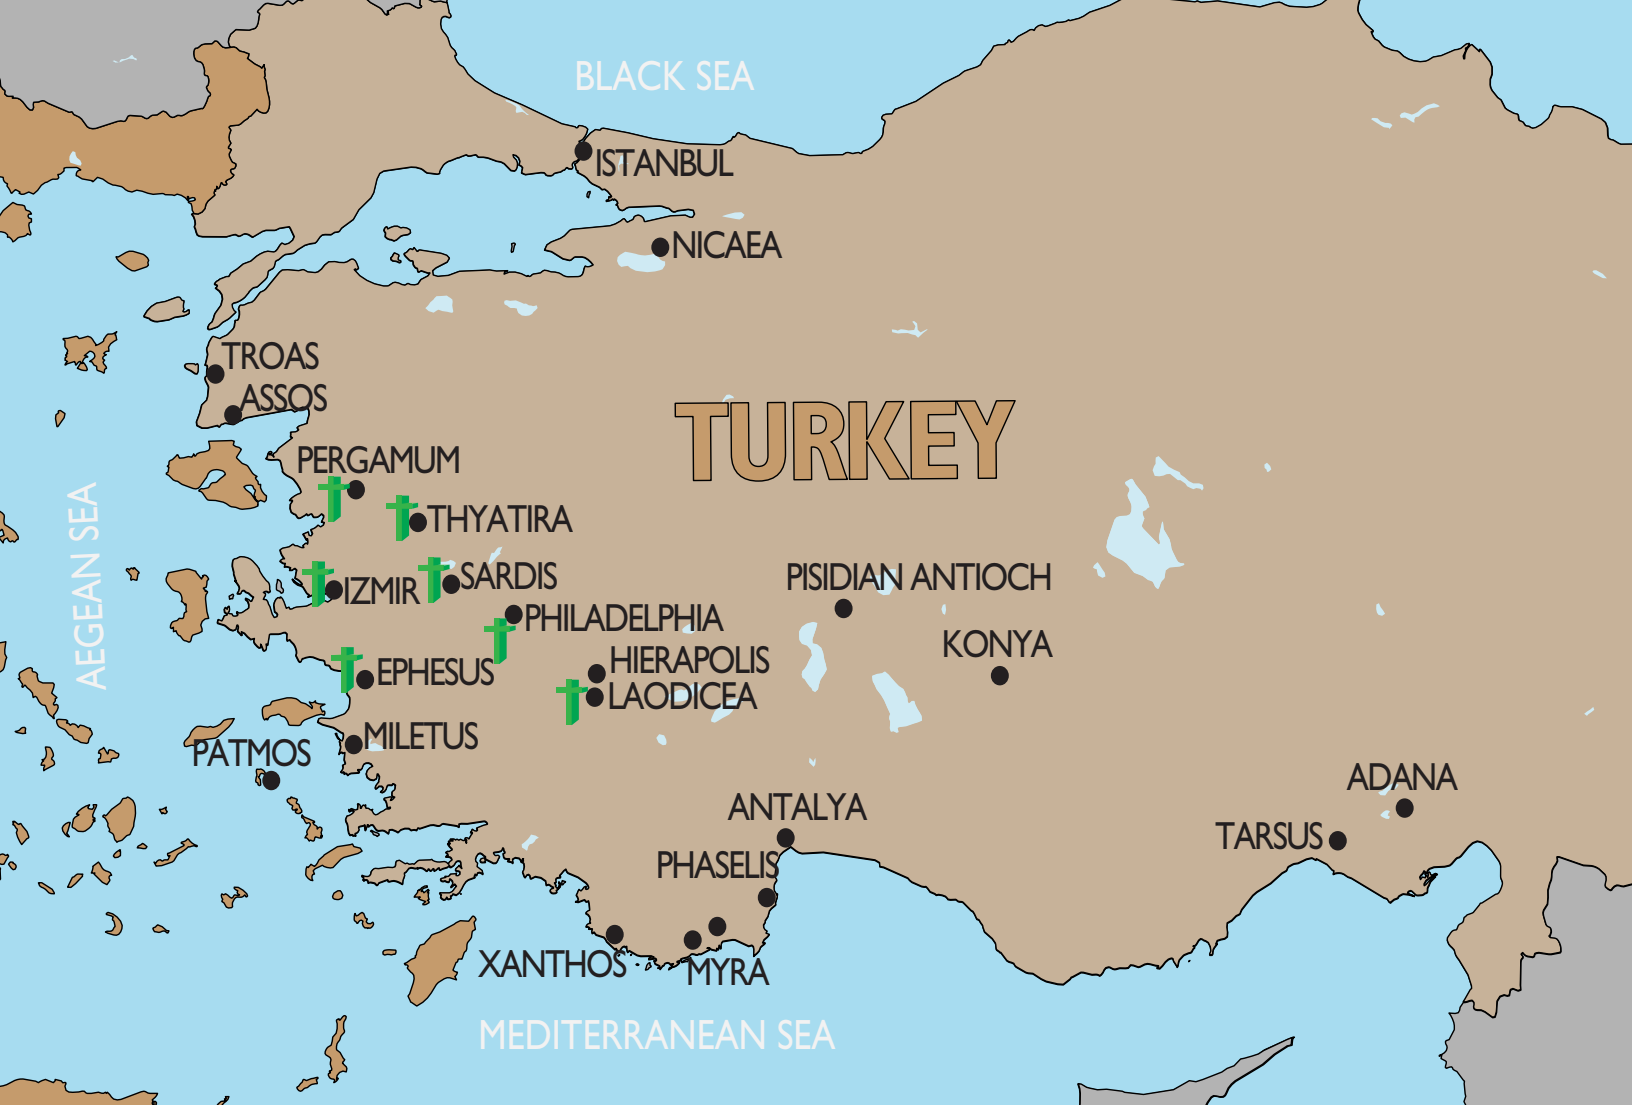 BLACK SEA
ISTANBUL
NICAEA
TROAS
ASSOS
TURKEY
PERGAMUM
THYATIRA
AEGEAN SEA
IZMIR
SARDIS
PISIDIAN ANTIOCH
PHILADELPHIA
KONYA
EPHESUS
HIERAPOLIS
LAODICEA
MILETUS
PATMOS
ADANA
ANTALYA
TARSUS
PHASELIS
XANTHOS
MYRA
MEDITERRANEAN SEA